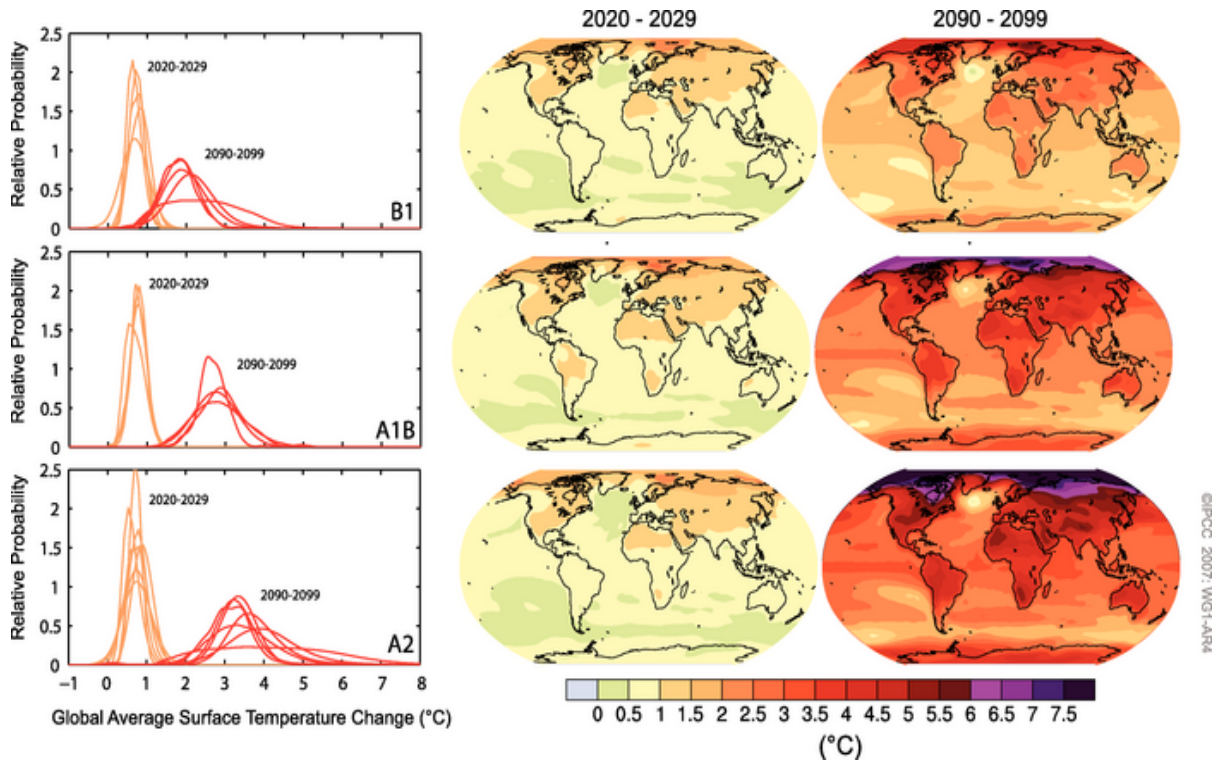 2020 - 2029
2090 - 2099
2.5
2
1.5
1
0.5
0
Relative Probability
2020-2029
2090-2099
B1
2.5
2
1.5
1
0.5
0
Relative Probability
2020-2029
2090-2099
A1B
2.5
2
1.5
1
0.5
0
Relative Probability
2020-2029
2090-2099
A2
−1 0 1 2 3 4 5 6 7 8
Global Average Surface Temperature Change (°C)
0 0.5 1 1.5 2 2.5 3 3.5 4 4.5 5 5.5 6 6.5 7 7.5
(°C)
©IPCC 2007: WG1-AR4